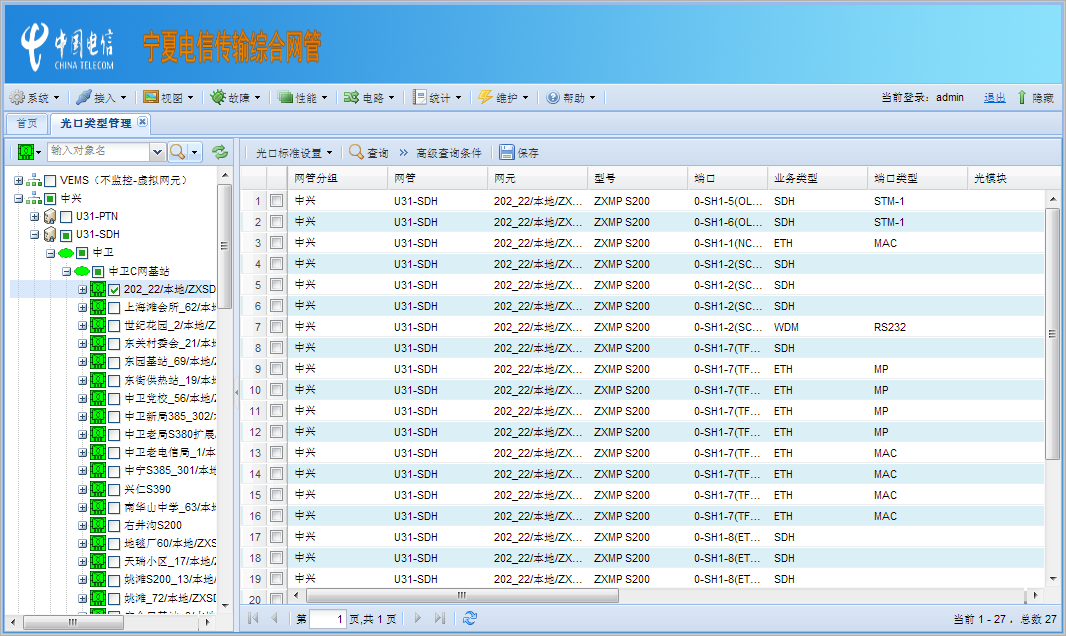 中国电信
CHINA TELECOM
宁夏电信传输综合网管
系统 接入 视图 故障 性能 电路 统计 维护 帮助 当前登录：admin 退出 隐藏
首页 光口类型管理
输入对象名
光口标准设置 查询 高级查询条件 保存
VEMS（不监控-虚拟网元）
中兴
U31-PTN
U31-SDH
中卫
中卫C网基站
202_22/本地/ZXSD
上海滩会所_62/本地
世纪花园_2/本地/Z
东关村委会_21/本地
东园基站_69/本地/
东街供热站_19/本地
中卫党校_56/本地/
中卫新局385_302/
中卫老局S380扩展
中卫老电信局_1/本
中宁S385_301/本地
兴仁S390
南华山中学_63/本地
右井沟S200
地毯厂60/本地/ZXS
天瑞小区_17/本地/
姚滩S200_13/本地/
姚滩_72/本地/ZXSD
网管分组 网管 网元 型号 端口 业务类型 端口类型 光模块
1 中兴 U31-SDH 202_22/本地/ZX... ZXMP S200 0-SH1-5(OL... SDH STM-1
2 中兴 U31-SDH 202_22/本地/ZX... ZXMP S200 0-SH1-6(OL... SDH STM-1
3 中兴 U31-SDH 202_22/本地/ZX... ZXMP S200 0-SH1-1(NC... ETH MAC
4 中兴 U31-SDH 202_22/本地/ZX... ZXMP S200 0-SH1-2(SC... SDH
5 中兴 U31-SDH 202_22/本地/ZX... ZXMP S200 0-SH1-2(SC... SDH
6 中兴 U31-SDH 202_22/本地/ZX... ZXMP S200 0-SH1-2(SC... SDH
7 中兴 U31-SDH 202_22/本地/ZX... ZXMP S200 0-SH1-2(SC... WDM RS232
8 中兴 U31-SDH 202_22/本地/ZX... ZXMP S200 0-SH1-7(TF... SDH
9 中兴 U31-SDH 202_22/本地/ZX... ZXMP S200 0-SH1-7(TF... ETH MP
10 中兴 U31-SDH 202_22/本地/ZX... ZXMP S200 0-SH1-7(TF... ETH MP
11 中兴 U31-SDH 202_22/本地/ZX... ZXMP S200 0-SH1-7(TF... ETH MP
12 中兴 U31-SDH 202_22/本地/ZX... ZXMP S200 0-SH1-7(TF... ETH MP
13 中兴 U31-SDH 202_22/本地/ZX... ZXMP S200 0-SH1-7(TF... ETH MAC
14 中兴 U31-SDH 202_22/本地/ZX... ZXMP S200 0-SH1-7(TF... ETH MAC
15 中兴 U31-SDH 202_22/本地/ZX... ZXMP S200 0-SH1-7(TF... ETH MAC
16 中兴 U31-SDH 202_22/本地/ZX... ZXMP S200 0-SH1-7(TF... ETH MAC
17 中兴 U31-SDH 202_22/本地/ZX... ZXMP S200 0-SH1-8(ET... SDH
18 中兴 U31-SDH 202_22/本地/ZX... ZXMP S200 0-SH1-8(ET... SDH
19 中兴 U31-SDH 202_22/本地/ZX... ZXMP S200 0-SH1-8(ET... SDH
20
第 1 页,共 1 页 当前 1 - 27 ，总数 27